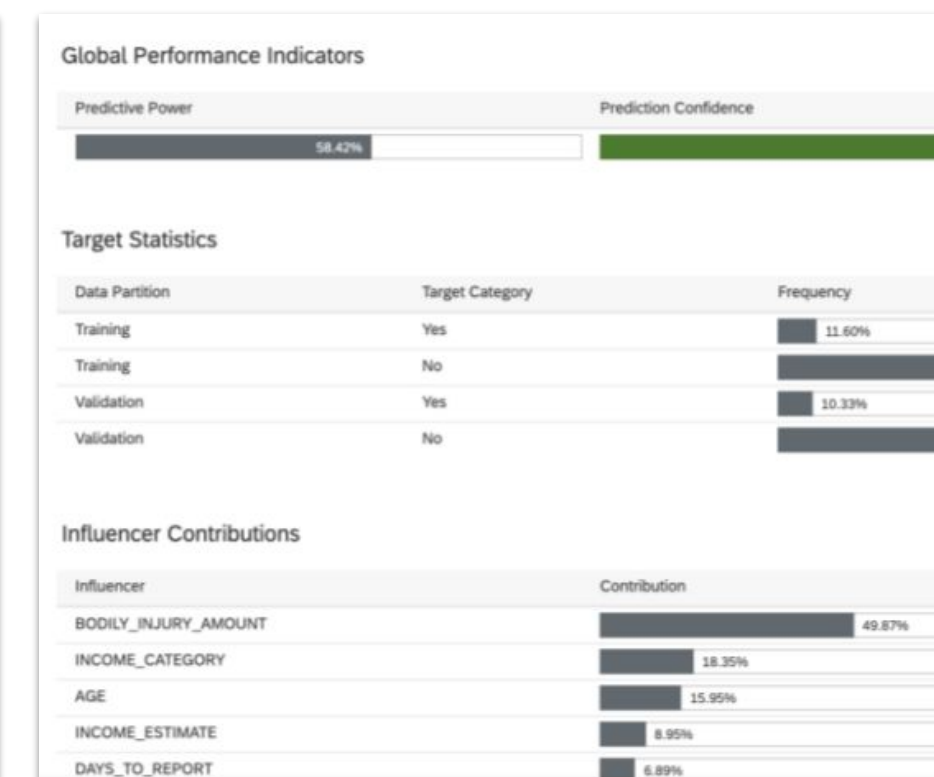 Global Performance Indicators
Predictive Power Prediction Confidence
58.42%
Target Statistics
Data Partition Target Category Frequency
Training Yes 11.60%
Training No
Validation Yes 10.33%
Validation No
Influencer Contributions
Influencer Contribution
BODILY_INJURY_AMOUNT 49.87%
INCOME_CATEGORY 18.35%
AGE 15.95%
INCOME_ESTIMATE 8.95%
DAYS_TO_REPORT 6.89%